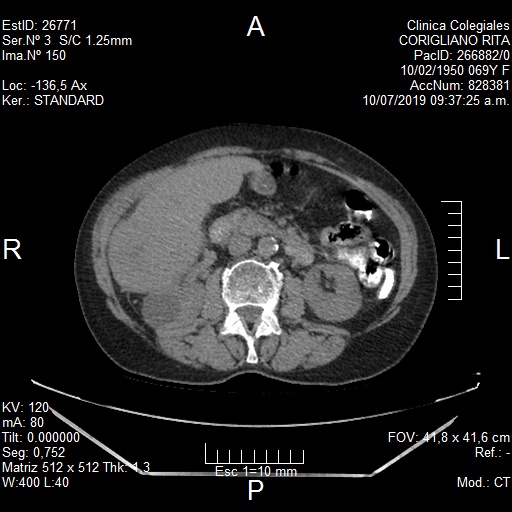 EstID: 26771
Ser.Nº 3 S/C 1.25mm
Ima.Nº 150
Loc: -136,5 Ax
Ker.: STANDARD
A
Clinica Colegiales
CORIGLIANO RITA
PacID: 266882/0
10/02/1950 069Y F
AccNum: 828381
10/07/2019 09:37:25 a.m.
R
L
KV: 120
mA: 80
Tilt: 0.000000
Seg: 0,752
Matriz 512 x 512 Thk: 1.3
W:400 L:40
Esc 1=10 mm
P
FOV: 41,8 x 41,6 cm
Ref.: -
Mod.: CT